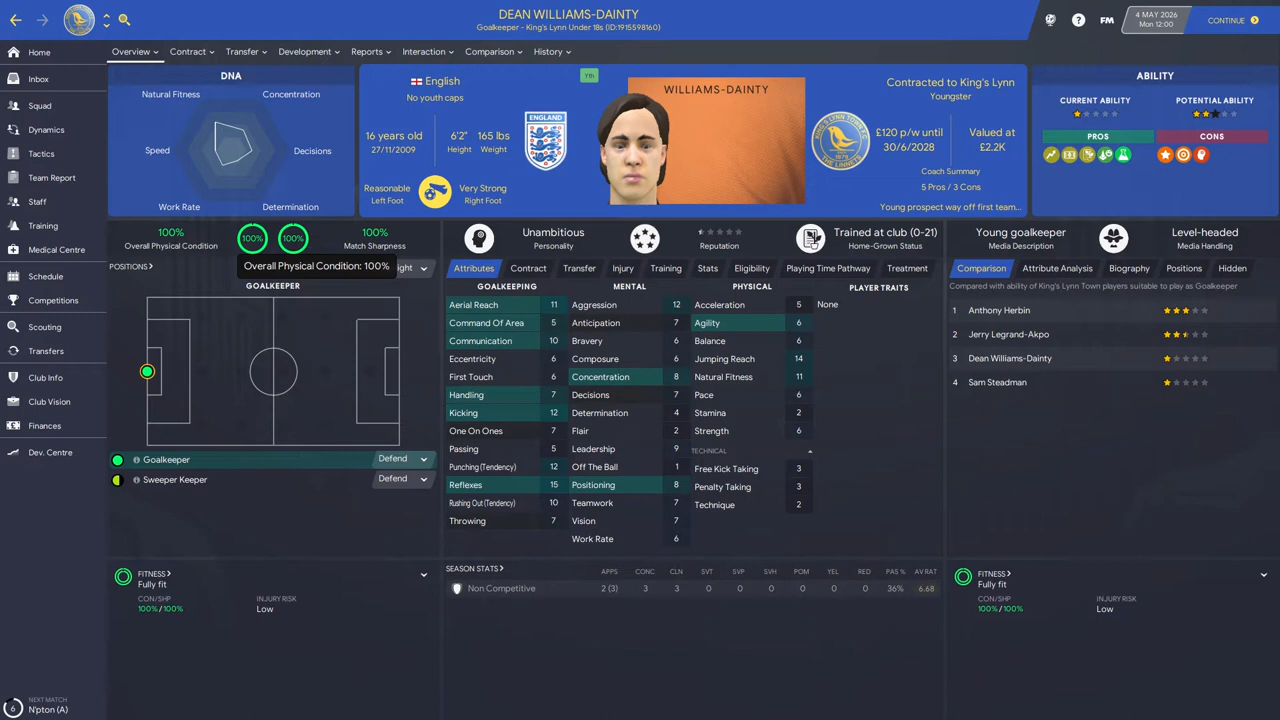 DEAN WILLIAMS-DAINTY
Goalkeeper - King's Lynn Under 18s (ID:1915598160)
FM
4 MAY 2026
Mon 12:00
CONTINUE
Home
Overview
Contract
Transfer
Development
Reports
Interaction
Comparison
History
Inbox
Squad
Dynamics
Tactics
Team Report
Staff
Training
Medical Centre
Schedule
Competitions
Scouting
Transfers
Club Info
Club Vision
Finances
Dev. Centre
NEXT MATCH
6
N'pton (A)
DNA
Natural Fitness
Concentration
Speed
Decisions
Work Rate
Determination
English
No youth caps
Yth
16 years old
27/11/2009
6'2"
Height
165 lbs
Weight
ENGLAND
Reasonable
Left Foot
Very Strong
Right Foot
WILLIAMS-DAINTY
Contracted to King's Lynn
Youngster
£120 p/w until
30/6/2028
Valued at
£2.2K
Coach Summary
5 Pros / 3 Cons
Young prospect way off first team...
ABILITY
CURRENT ABILITY
POTENTIAL ABILITY
PROS
CONS
100%
Overall Physical Condition
100%
100%
100%
Match Sharpness
Overall Physical Condition: 100%
Unambitious
Personality
Reputation
Trained at club (0-21)
Home-Grown Status
Young goalkeeper
Media Description
Level-headed
Media Handling
POSITIONS
ight
GOALKEEPER
Goalkeeper
Defend
Sweeper Keeper
Defend
Attributes
Contract
Transfer
Injury
Training
Stats
Eligibility
Playing Time Pathway
Treatment
GOALKEEPING
Aerial Reach 11
Command Of Area 5
Communication 10
Eccentricity 6
First Touch 6
Handling 7
Kicking 12
One On Ones 7
Passing 5
Punching (Tendency) 12
Reflexes 15
Rushing Out (Tendency) 10
Throwing 7
MENTAL
Aggression 12
Anticipation 7
Bravery 6
Composure 6
Concentration 8
Decisions 7
Determination 4
Flair 2
Leadership 9
Off The Ball 1
Positioning 8
Teamwork 7
Vision 7
Work Rate 6
PHYSICAL
Acceleration 5
Agility 6
Balance 6
Jumping Reach 14
Natural Fitness 11
Pace 6
Stamina 2
Strength 6
TECHNICAL
Free Kick Taking 3
Penalty Taking 3
Technique 2
PLAYER TRAITS
None
Comparison
Attribute Analysis
Biography
Positions
Hidden
Compared with ability of King's Lynn Town players suitable to play as Goalkeeper
1 Anthony Herbin
2 Jerry Legrand-Akpo
3 Dean Williams-Dainty
4 Sam Steadman
FITNESS
Fully fit
CON/SHP
100%/100%
INJURY RISK
Low
SEASON STATS
APPS CONC CLN SVT SVP SVH POM YEL RED PAS % AV RAT
Non Competitive 2 (3) 3 3 0 0 0 0 0 0 36% 6.68
FITNESS
Fully fit
CON/SHP
100%/100%
INJURY RISK
Low